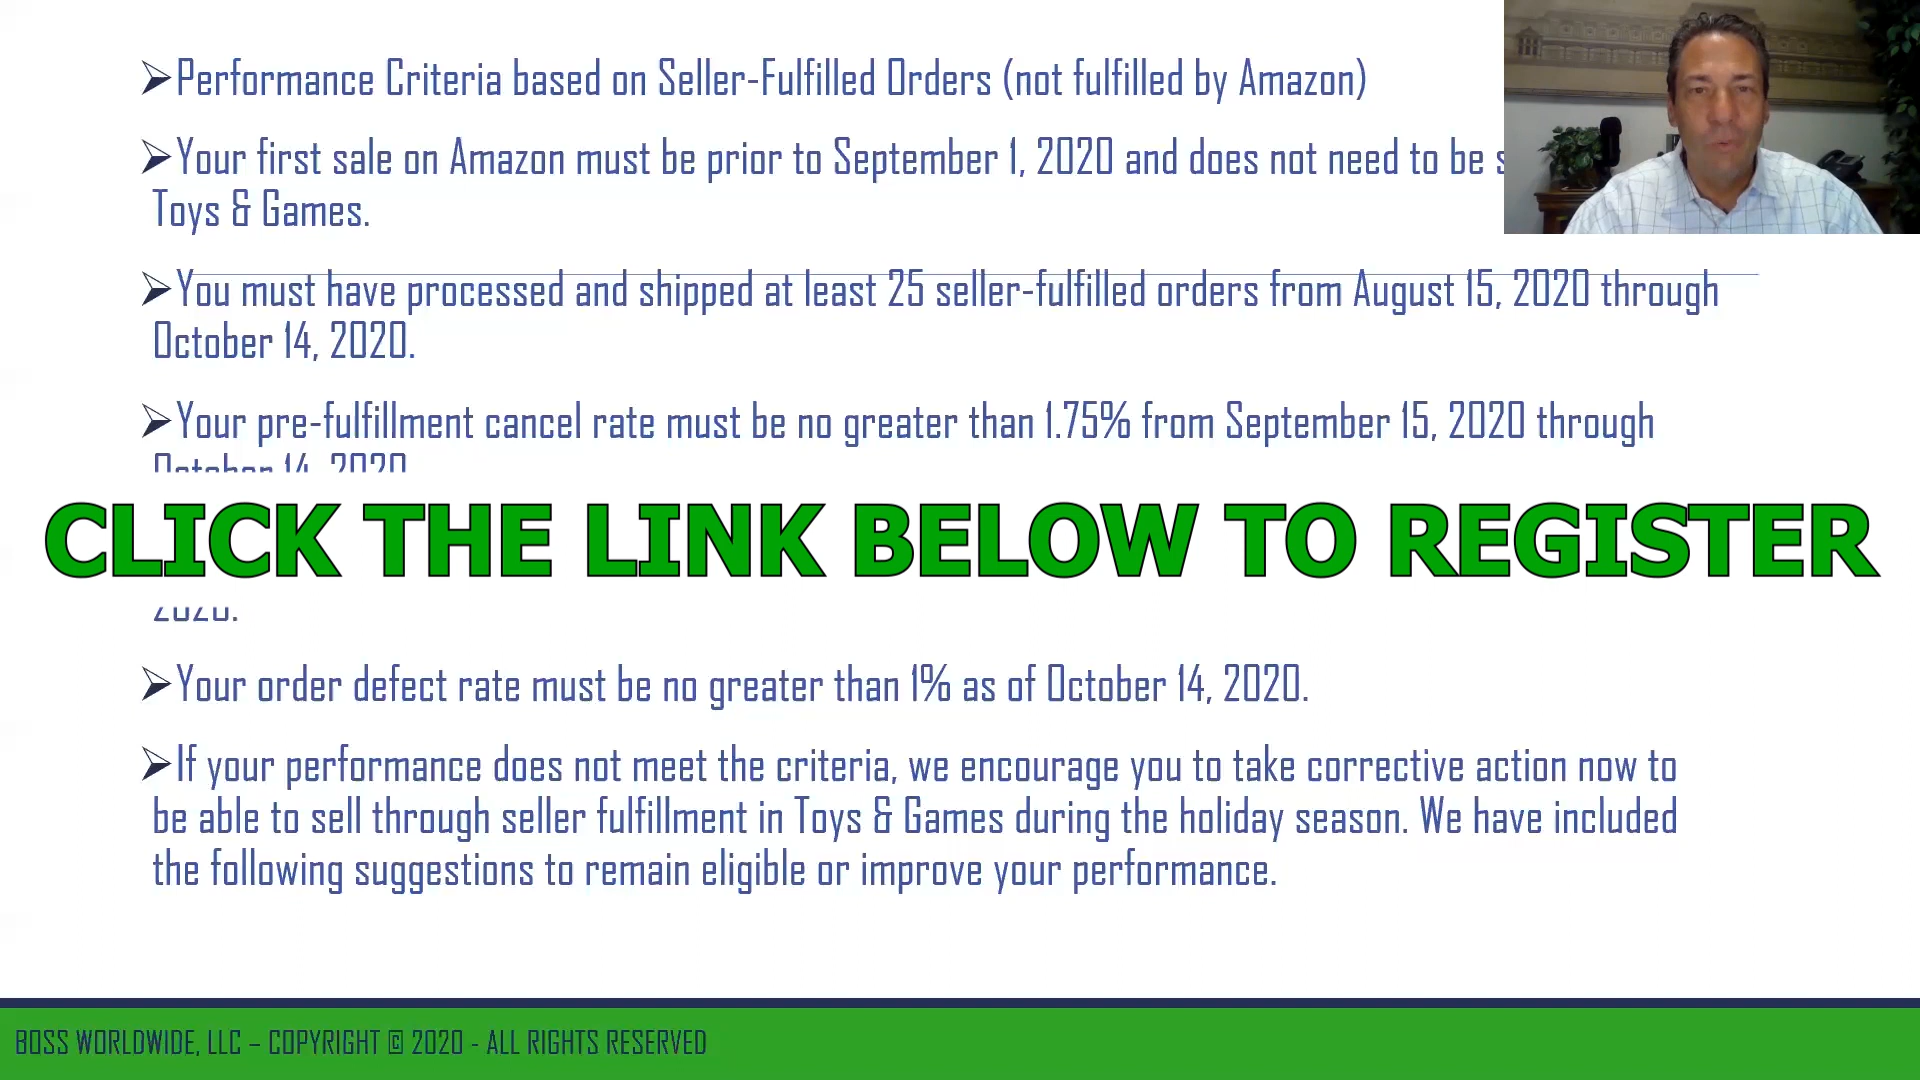 Performance Criteria based on Seller-Fulfilled Orders (not fulfilled by Amazon)
Your first sale on Amazon must be prior to September 1, 2020 and does not need to be
Toys & Games.
You must have processed and shipped at least 25 seller-fulfilled orders from August 15, 2020 through
October 14, 2020.
Your pre-fulfillment cancel rate must be no greater than 1.75% from September 15, 2020 through
October 14, 2020
CLICK THE LINK BELOW TO REGISTER
2020.
Your order defect rate must be no greater than 1% as of October 14, 2020.
If your performance does not meet the criteria, we encourage you to take corrective action now to
be able to sell through seller fulfillment in Toys & Games during the holiday season. We have included
the following suggestions to remain eligible or improve your performance.
BOSS WORLDWIDE, LLC – COPYRIGHT © 2020 - ALL RIGHTS RESERVED